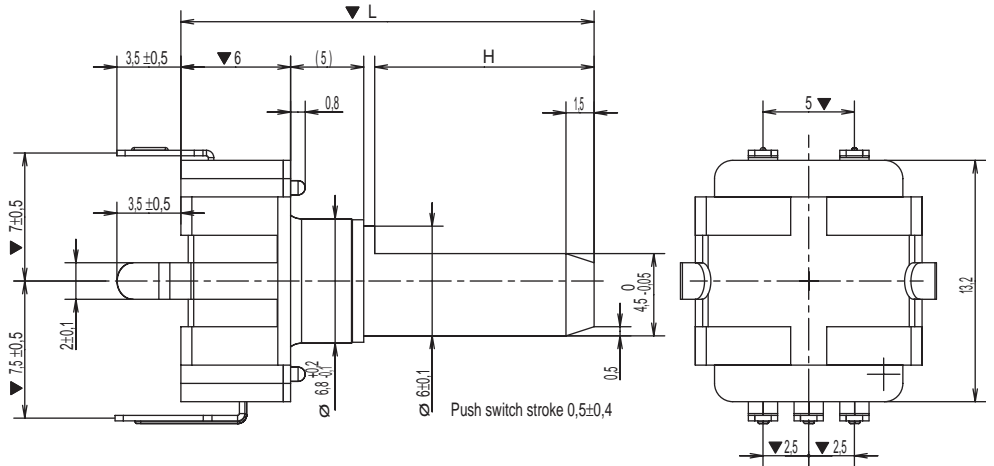 ▼ L
3,5 ±0,5
▼ 6
(5)
H
0,8
1,5
5 ▼
3,5 ±0,5
▼ 7±0,5
2±0,1
▼ 7,5 ±0,5
0
4,5 -0,05
0,5
13,2
+0,2
Ø 6,8 -0,1
Ø 6±0,1
Push switch stroke 0,5±0,4
▼ 2,5
▼ 2,5